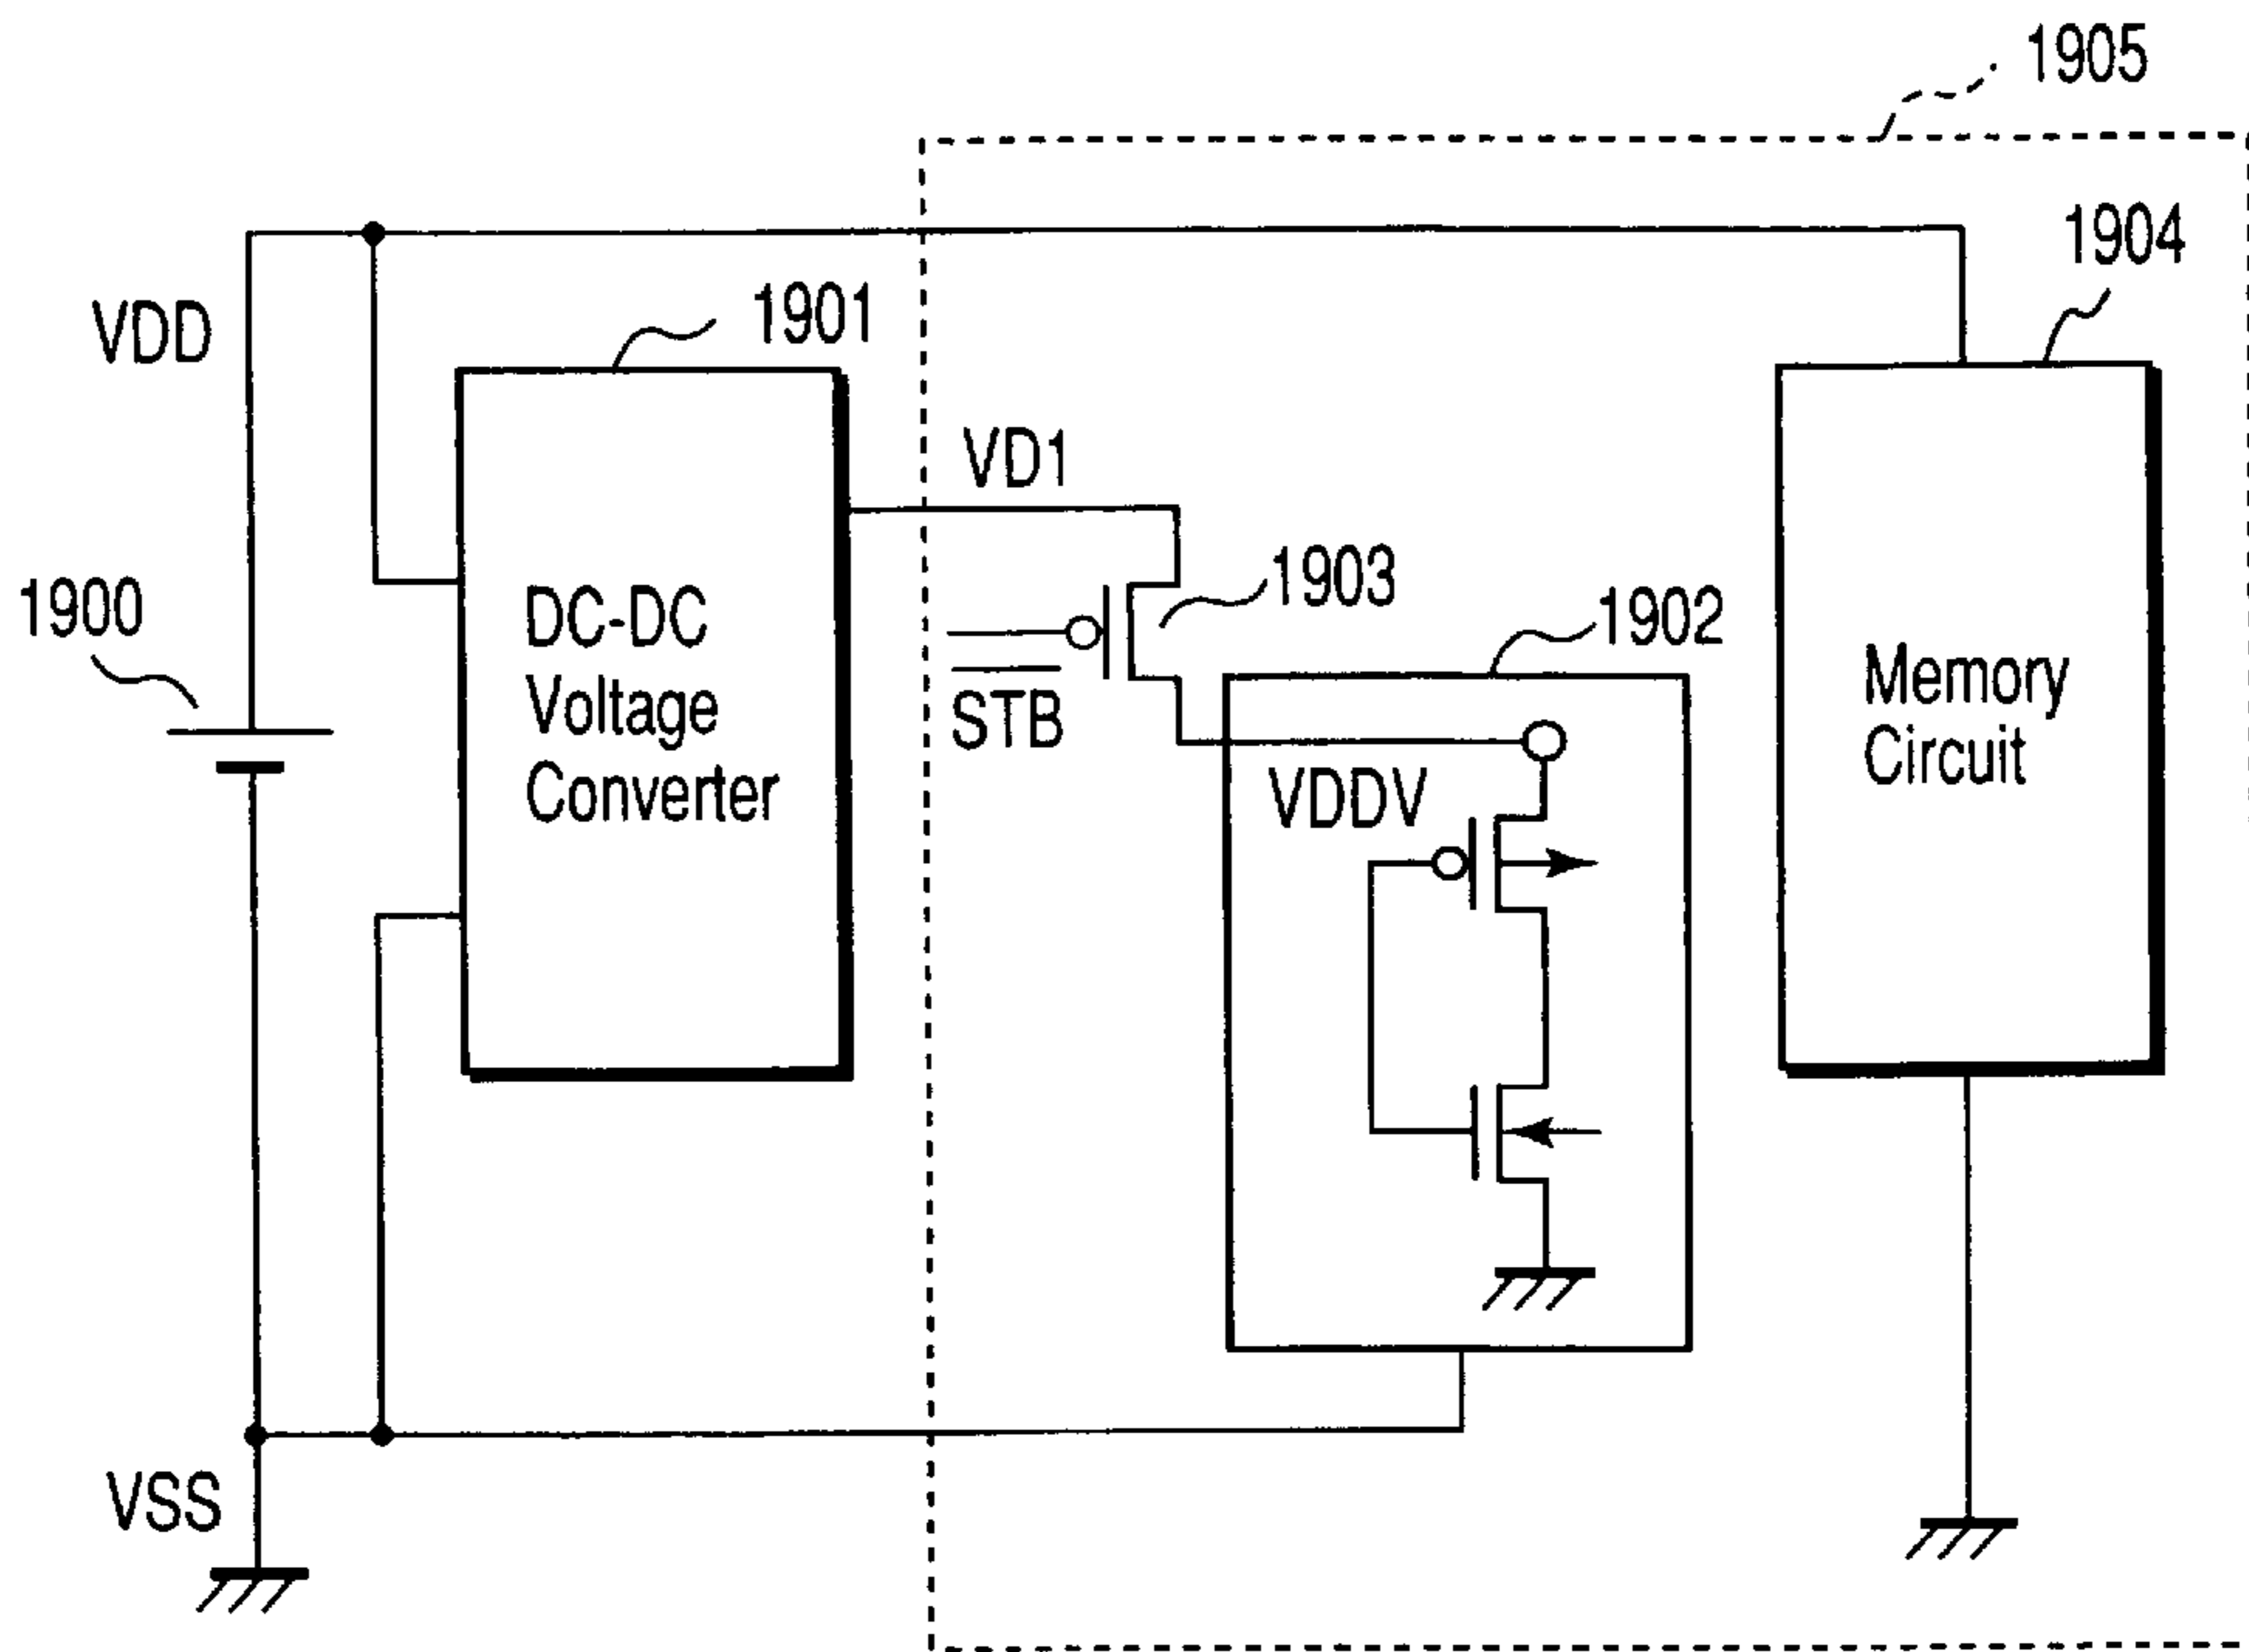 1905
1904
VDD
1901
VD1
1903
1900
1902
DC-DC
Voltage
Converter
STB
Memory
Circuit
VDDV
VSS